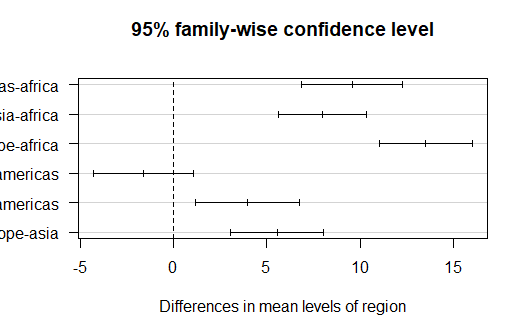 95% family-wise confidence level
as-africa
sia-africa
pe-africa
americas
americas
ope-asia
-5 0 5 10 15
Differences in mean levels of region